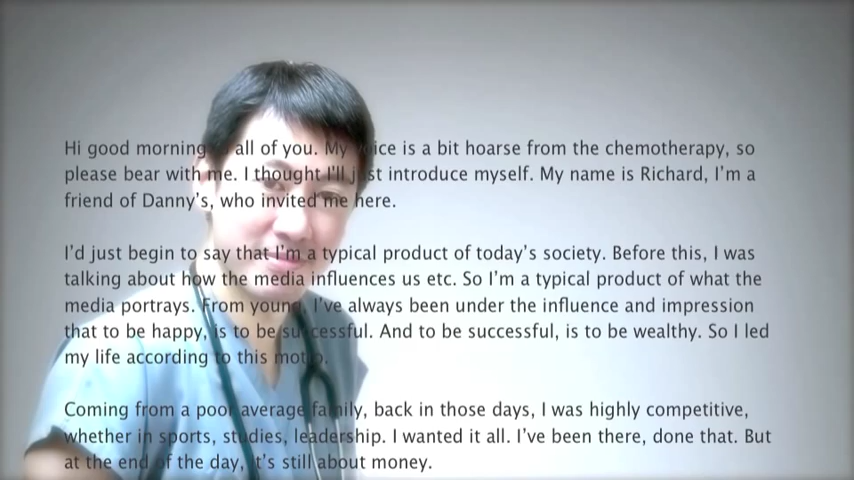 Hi good morning to all of you. My voice is a bit hoarse from the chemotherapy, so
please bear with me. I thought I'll just introduce myself. My name is Richard, I'm a
friend of Danny's, who invited me here.
I'd just begin to say that I'm a typical product of today's society. Before this, I was
talking about how the media influences us etc. So I'm a typical product of what the
media portrays. From young, I've always been under the influence and impression
that to be happy, is to be successful. And to be successful, is to be wealthy. So I led
my life according to this motto.
Coming from a poor average family, back in those days, I was highly competitive,
whether in sports, studies, leadership. I wanted it all. I've been there, done that. But
at the end of the day, it's still about money.